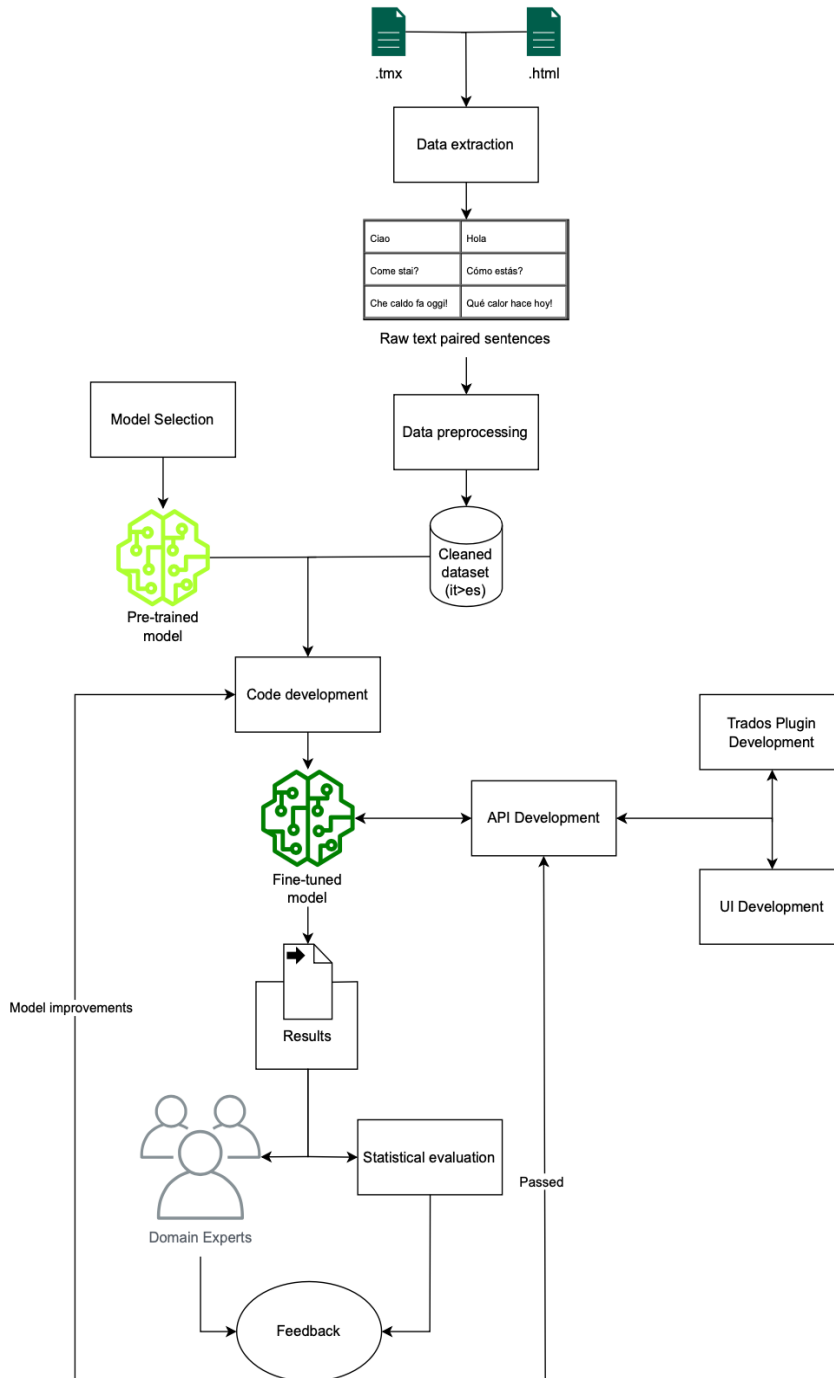 .tmx
.html
Data extraction
Ciao
Hola
Come stai?
Cómo estás?
Che caldo fa oggi!
Qué calor hace hoy!
Raw text paired sentences
Model Selection
Data preprocessing
Pre-trained
model
Cleaned
dataset
(it>es)
Code development
Trados Plugin
Development
API Development
Fine-tuned
model
UI Development
Model improvements
Results
Statistical evaluation
Passed
Domain Experts
Feedback